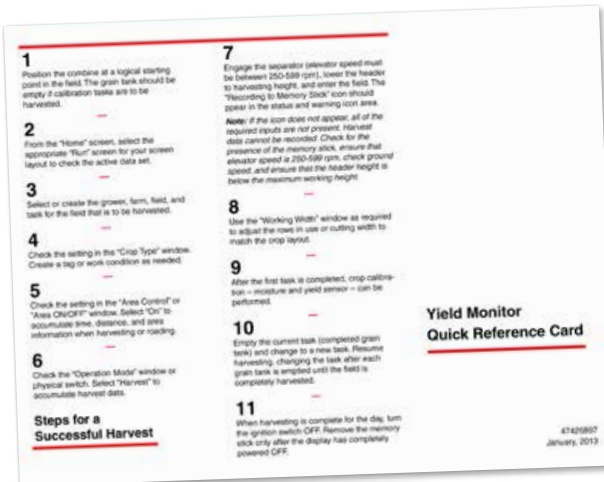 1
Position the combine at a logical starting
point in the field. The grain tank should be
empty if calibration tasks are to be
harvested.
2
From the "Home" screen, select the
appropriate "Run" screen for your screen
layout to check the active data set.
3
Select or create the grower, farm, field, and
task for the field that is to be harvested.
4
Check the setting in the "Crop Type" window.
Create a tag or work condition as needed.
5
Check the setting in the "Area Control" or
"Area ON/OFF" window. Select "On" to
accumulate time, distance, and area
information when harvesting or roading.
6
Check the "Operation Mode" window or
physical switch. Select "Harvest" to
accumulate harvest data.
Steps for a
Successful Harvest
7
Engage the separator (elevator speed must
be between 250-599 rpm), lower the header
to harvesting height, and enter the field. The
"Recording to Memory Stick" icon should
appear in the status and warning icon area.
Note: If the icon does not appear, all of the
required inputs are not present. Harvest
data cannot be recorded. Check for the
presence of the memory stick, ensure that
elevator speed is 250-599 rpm, check ground
speed, and ensure that the header height is
below the maximum working height
8
Use the "Working Width" window as required
to adjust the rows in use or cutting width to
match the crop layout.
9
After the first task is completed, crop calibra-
tion – moisture and yield sensor – can be
performed.
10
Empty the current task (completed grain
tank) and change to a new task. Resume
harvesting, changing the task after each
grain tank is emptied until the field is
completely harvested.
11
When harvesting is complete for the day, turn
the ignition switch OFF. Remove the memory
stick only after the display has completely
powered OFF.
Yield Monitor
Quick Reference Card
47426897
January, 2013